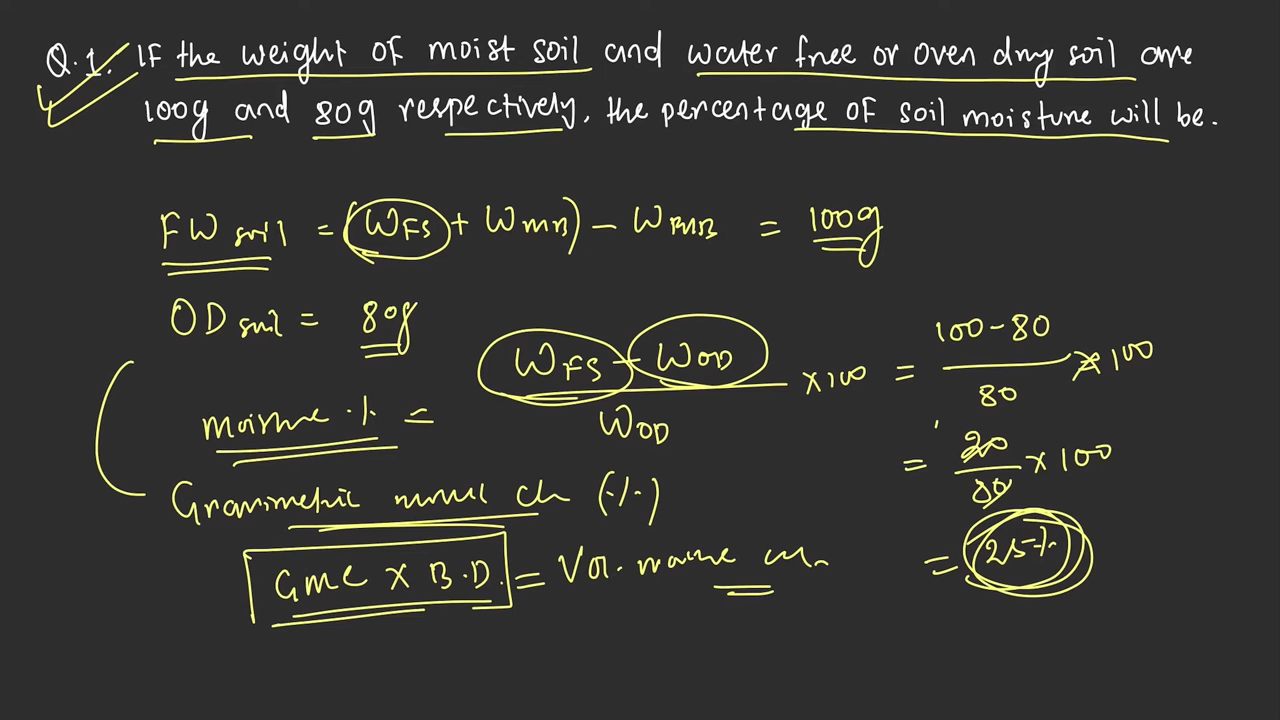 Q.1. If the weight of moist soil and water free or oven dry soil are
100g and 80g respectively, the percentage of soil moisture will be.
FW soil = (WFS + WMB) - W = 100g
OD soil = 80g
moisture % = WFS - WOD / WOD × 100 = 100-80 / 80 × 100
= 20/80 × 100
Gravimetric (%)
GMC × B.D. = Vol. = 25%